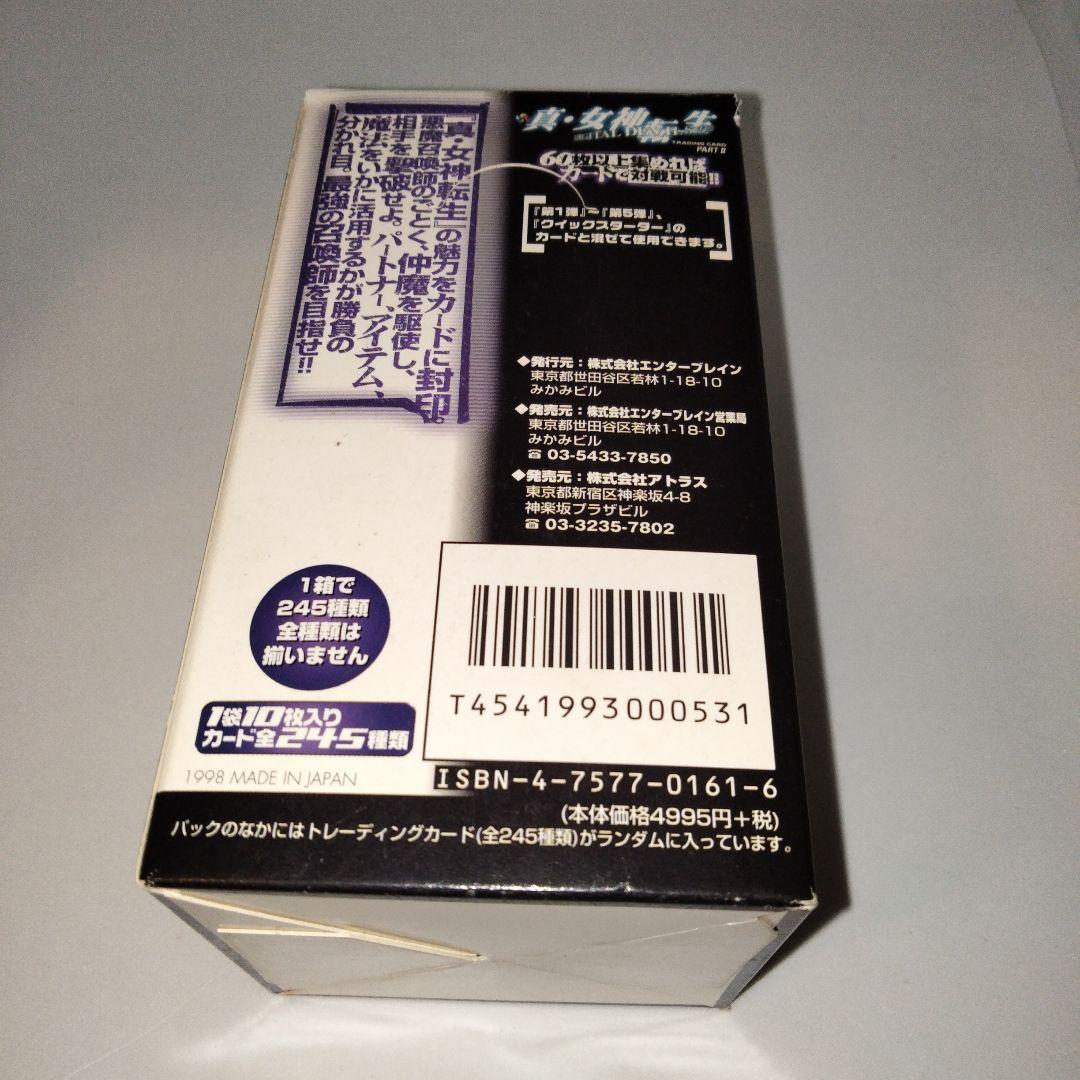 『真・女神転生』の魅力をカードに封印。
悪魔召喚師のごとく、仲魔を駆使し、
相手を撃破せよ。パートナー、アイテム、
魔法をいかに活用するかが勝負の
分かれ目。最強の召喚師を目指せ!!
真・女神転生
TRADING CARD
PART II
60枚以上集めれば
カードで対戦可能!!
『第1弾』〜『第5弾』、
『クイックスターター』の
カードと混ぜて使用できます。
◆発行元：株式会社エンターブレイン
東京都世田谷区若林1-18-10
みかみビル
◆発売元：株式会社エンターブレイン営業局
東京都世田谷区若林1-18-10
みかみビル
☎ 03-5433-7850
◆発売元：株式会社アトラス
東京都新宿区神楽坂4-8
神楽坂プラザビル
☎ 03-3235-7802
1箱で
245種類
全種類は
揃いません
1袋10枚入り
カード全245種類
1998 MADE IN JAPAN
T4541993000531
ISBN-4-7577-0161-6
(本体価格4995円+税)
パックのなかにはトレーディングカード(全245種類)がランダムに入っています。